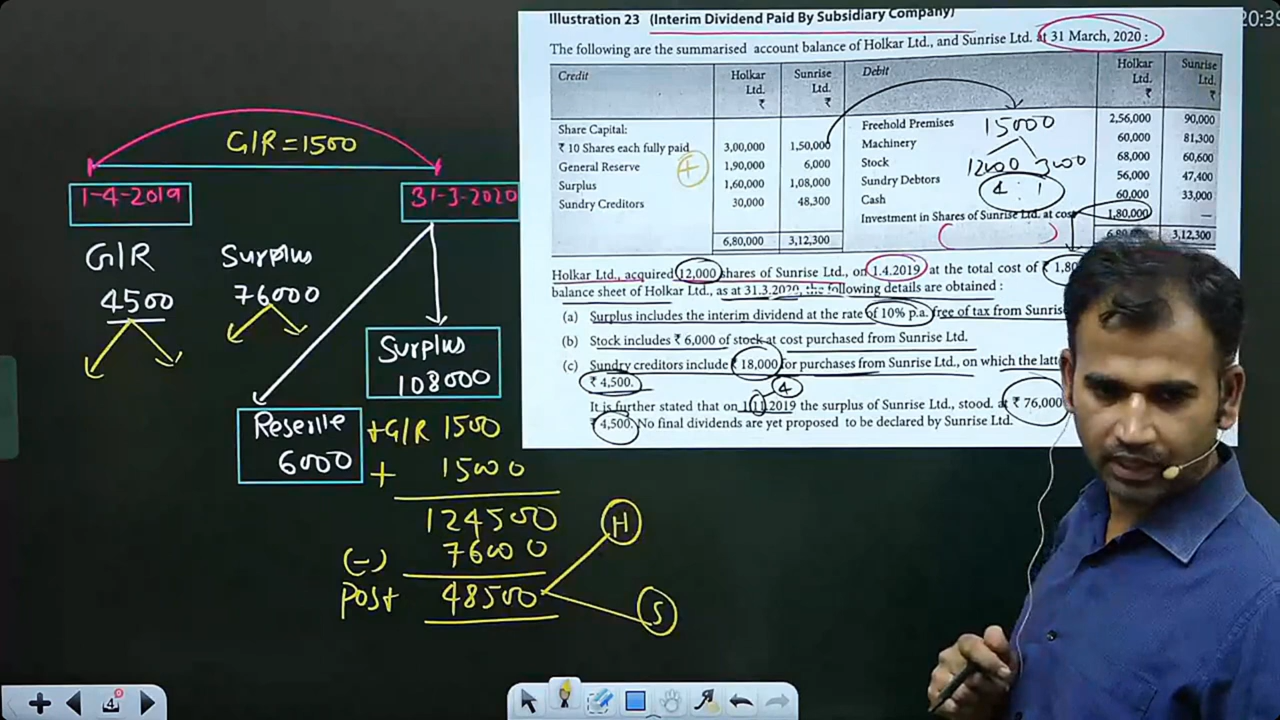 Illustration 23 (Interim Dividend Paid By Subsidiary Company)
20:39
The following are the summarised account balance of Holkar Ltd., and Sunrise Ltd. at 31 March, 2020 :
Credit Holkar Ltd. ₹ Sunrise Ltd. ₹ Debit Holkar Ltd. ₹ Sunrise Ltd. ₹
Share Capital: Freehold Premises 2,56,000 90,000
₹ 10 Shares each fully paid 3,00,000 1,50,000 Machinery 60,000 81,300
General Reserve 1,90,000 6,000 Stock 68,000 60,600
Surplus 1,60,000 1,08,000 Sundry Debtors 56,000 47,400
Sundry Creditors 30,000 48,300 Cash 60,000 33,000
Investment in Shares of Sunrise Ltd. at cost 1,80,000 —
6,80,000 3,12,300 6,80,000 3,12,300
+
15000
12000 3000
4 : 1
Holkar Ltd., acquired 12,000 shares of Sunrise Ltd., on 1.4.2019 at the total cost of ₹ 1,80
balance sheet of Holkar Ltd., as at 31.3.2020, the following details are obtained :
(a) Surplus includes the interim dividend at the rate of 10% p.a. free of tax from Sunrise
(b) Stock includes ₹ 6,000 of stock at cost purchased from Sunrise Ltd.
(c) Sundry creditors include ₹ 18,000 for purchases from Sunrise Ltd., on which the latt
₹ 4,500.
4
It is further stated that on 2019 the surplus of Sunrise Ltd., stood. at ₹ 76,000
₹ 4,500. No final dividends are yet proposed to be declared by Sunrise Ltd.
G/R = 1500
1-4-2019
31-3-2020
G/R
4500
Surplus
76000
Surplus
108000
Reserve
6000
+G/R 1500
+ 15000
124500
(-) 76000
Post 48500
H
S
4